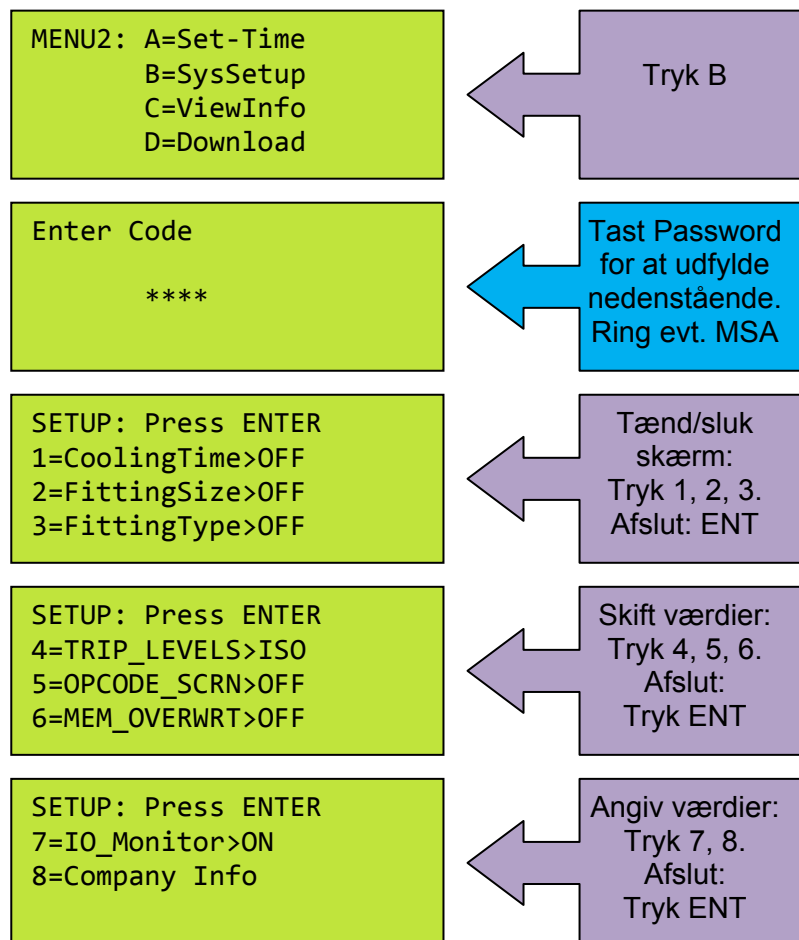 MENU2: A=Set-Time
B=SysSetup
C=ViewInfo
D=Download
Tryk B
Enter Code
****
Tast Password
for at udfylde
nedenstående.
Ring evt. MSA
SETUP: Press ENTER
1=CoolingTime>OFF
2=FittingSize>OFF
3=FittingType>OFF
Tænd/sluk
skærm:
Tryk 1, 2, 3.
Afslut: ENT
SETUP: Press ENTER
4=TRIP_LEVELS>ISO
5=OPCODE_SCRN>OFF
6=MEM_OVERWRT>OFF
Skift værdier:
Tryk 4, 5, 6.
Afslut:
Tryk ENT
SETUP: Press ENTER
7=IO_Monitor>ON
8=Company Info
Angiv værdier:
Tryk 7, 8.
Afslut:
Tryk ENT